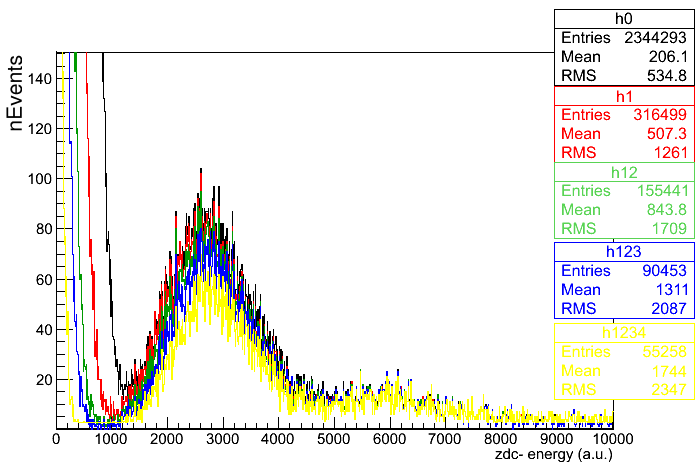 h0
Entries 2344293
Mean 206.1
RMS 534.8
h1
Entries 316499
Mean 507.3
RMS 1261
h12
Entries 155441
Mean 843.8
RMS 1709
h123
Entries 90453
Mean 1311
RMS 2087
h1234
Entries 55258
Mean 1744
RMS 2347
nEvents
140
120
100
80
60
40
20
0 1000 2000 3000 4000 5000 6000 7000 8000 9000 10000
zdc- energy (a.u.)